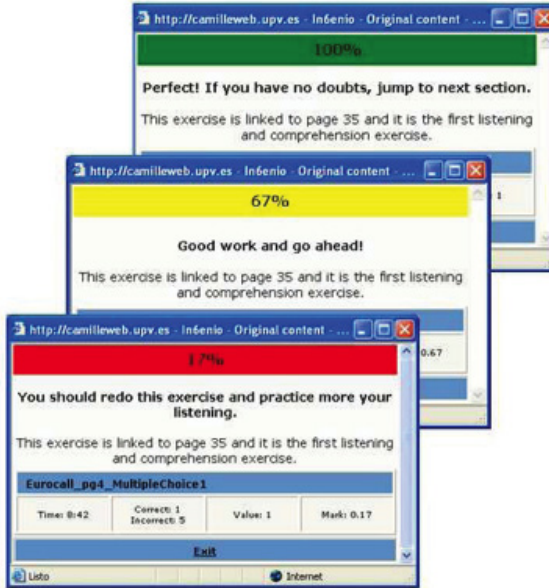 http://camilleweb.upv.es - In6enio - Original content - ...
100%
Perfect! If you have no doubts, jump to next section.
This exercise is linked to page 35 and it is the first listening
and comprehension exercise.
: 1
http://camilleweb.upv.es - In6enio - Original content - ...
67%
Good work and go ahead!
This exercise is linked to page 35 and it is the first listening
and comprehension exercise.
0.67
http://camilleweb.upv.es - In6enio - Original content - ...
17%
You should redo this exercise and practice more your
listening.
This exercise is linked to page 35 and it is the first listening
and comprehension exercise.
Eurocall_pg4_MultipleChoice1
Time: 8:42
Correct: 1
Incorrect: 5
Value: 1
Mark: 0.17
Exit
Listo
Internet